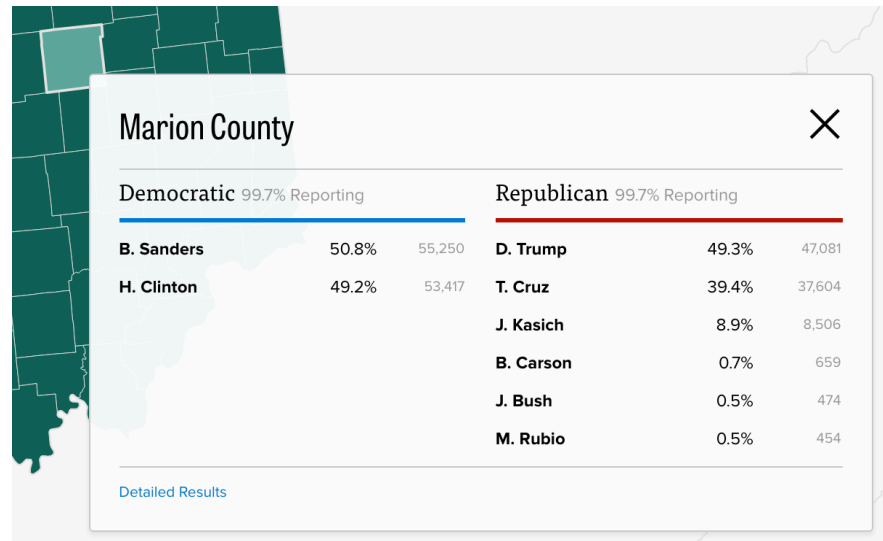 Marion County
Democratic 99.7% Reporting
B. Sanders 50.8% 55,250
H. Clinton 49.2% 53,417
Republican 99.7% Reporting
D. Trump 49.3% 47,081
T. Cruz 39.4% 37,604
J. Kasich 8.9% 8,506
B. Carson 0.7% 659
J. Bush 0.5% 474
M. Rubio 0.5% 454
Detailed Results